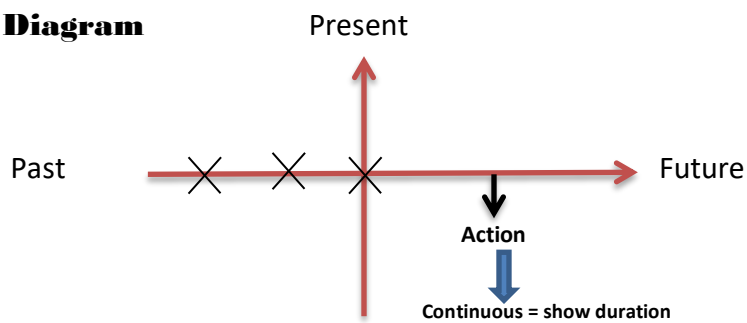 Diagram
Present
Past
Future
Action
Continuous = show duration